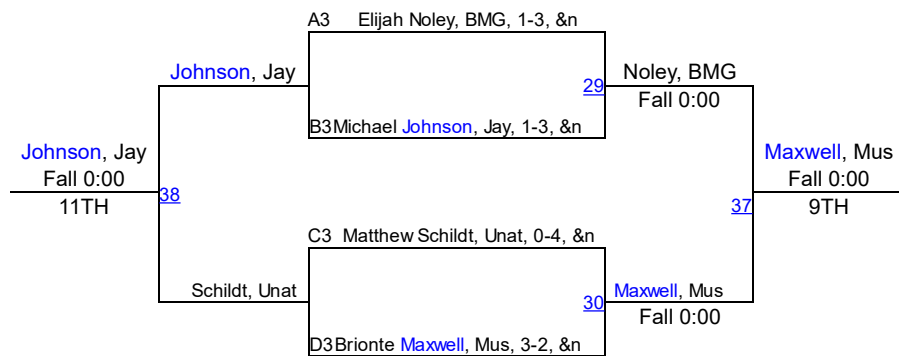 A3 Elijah Noley, BMG, 1-3, &n
Johnson, Jay
Noley, BMG
29
Fall 0:00
B3 Michael Johnson, Jay, 1-3, &n
Johnson, Jay
Maxwell, Mus
Fall 0:00
Fall 0:00
38
37
11TH
9TH
C3 Matthew Schildt, Unat, 0-4, &n
Schildt, Unat
30
Maxwell, Mus
Fall 0:00
D3 Brionte Maxwell, Mus, 3-2, &n